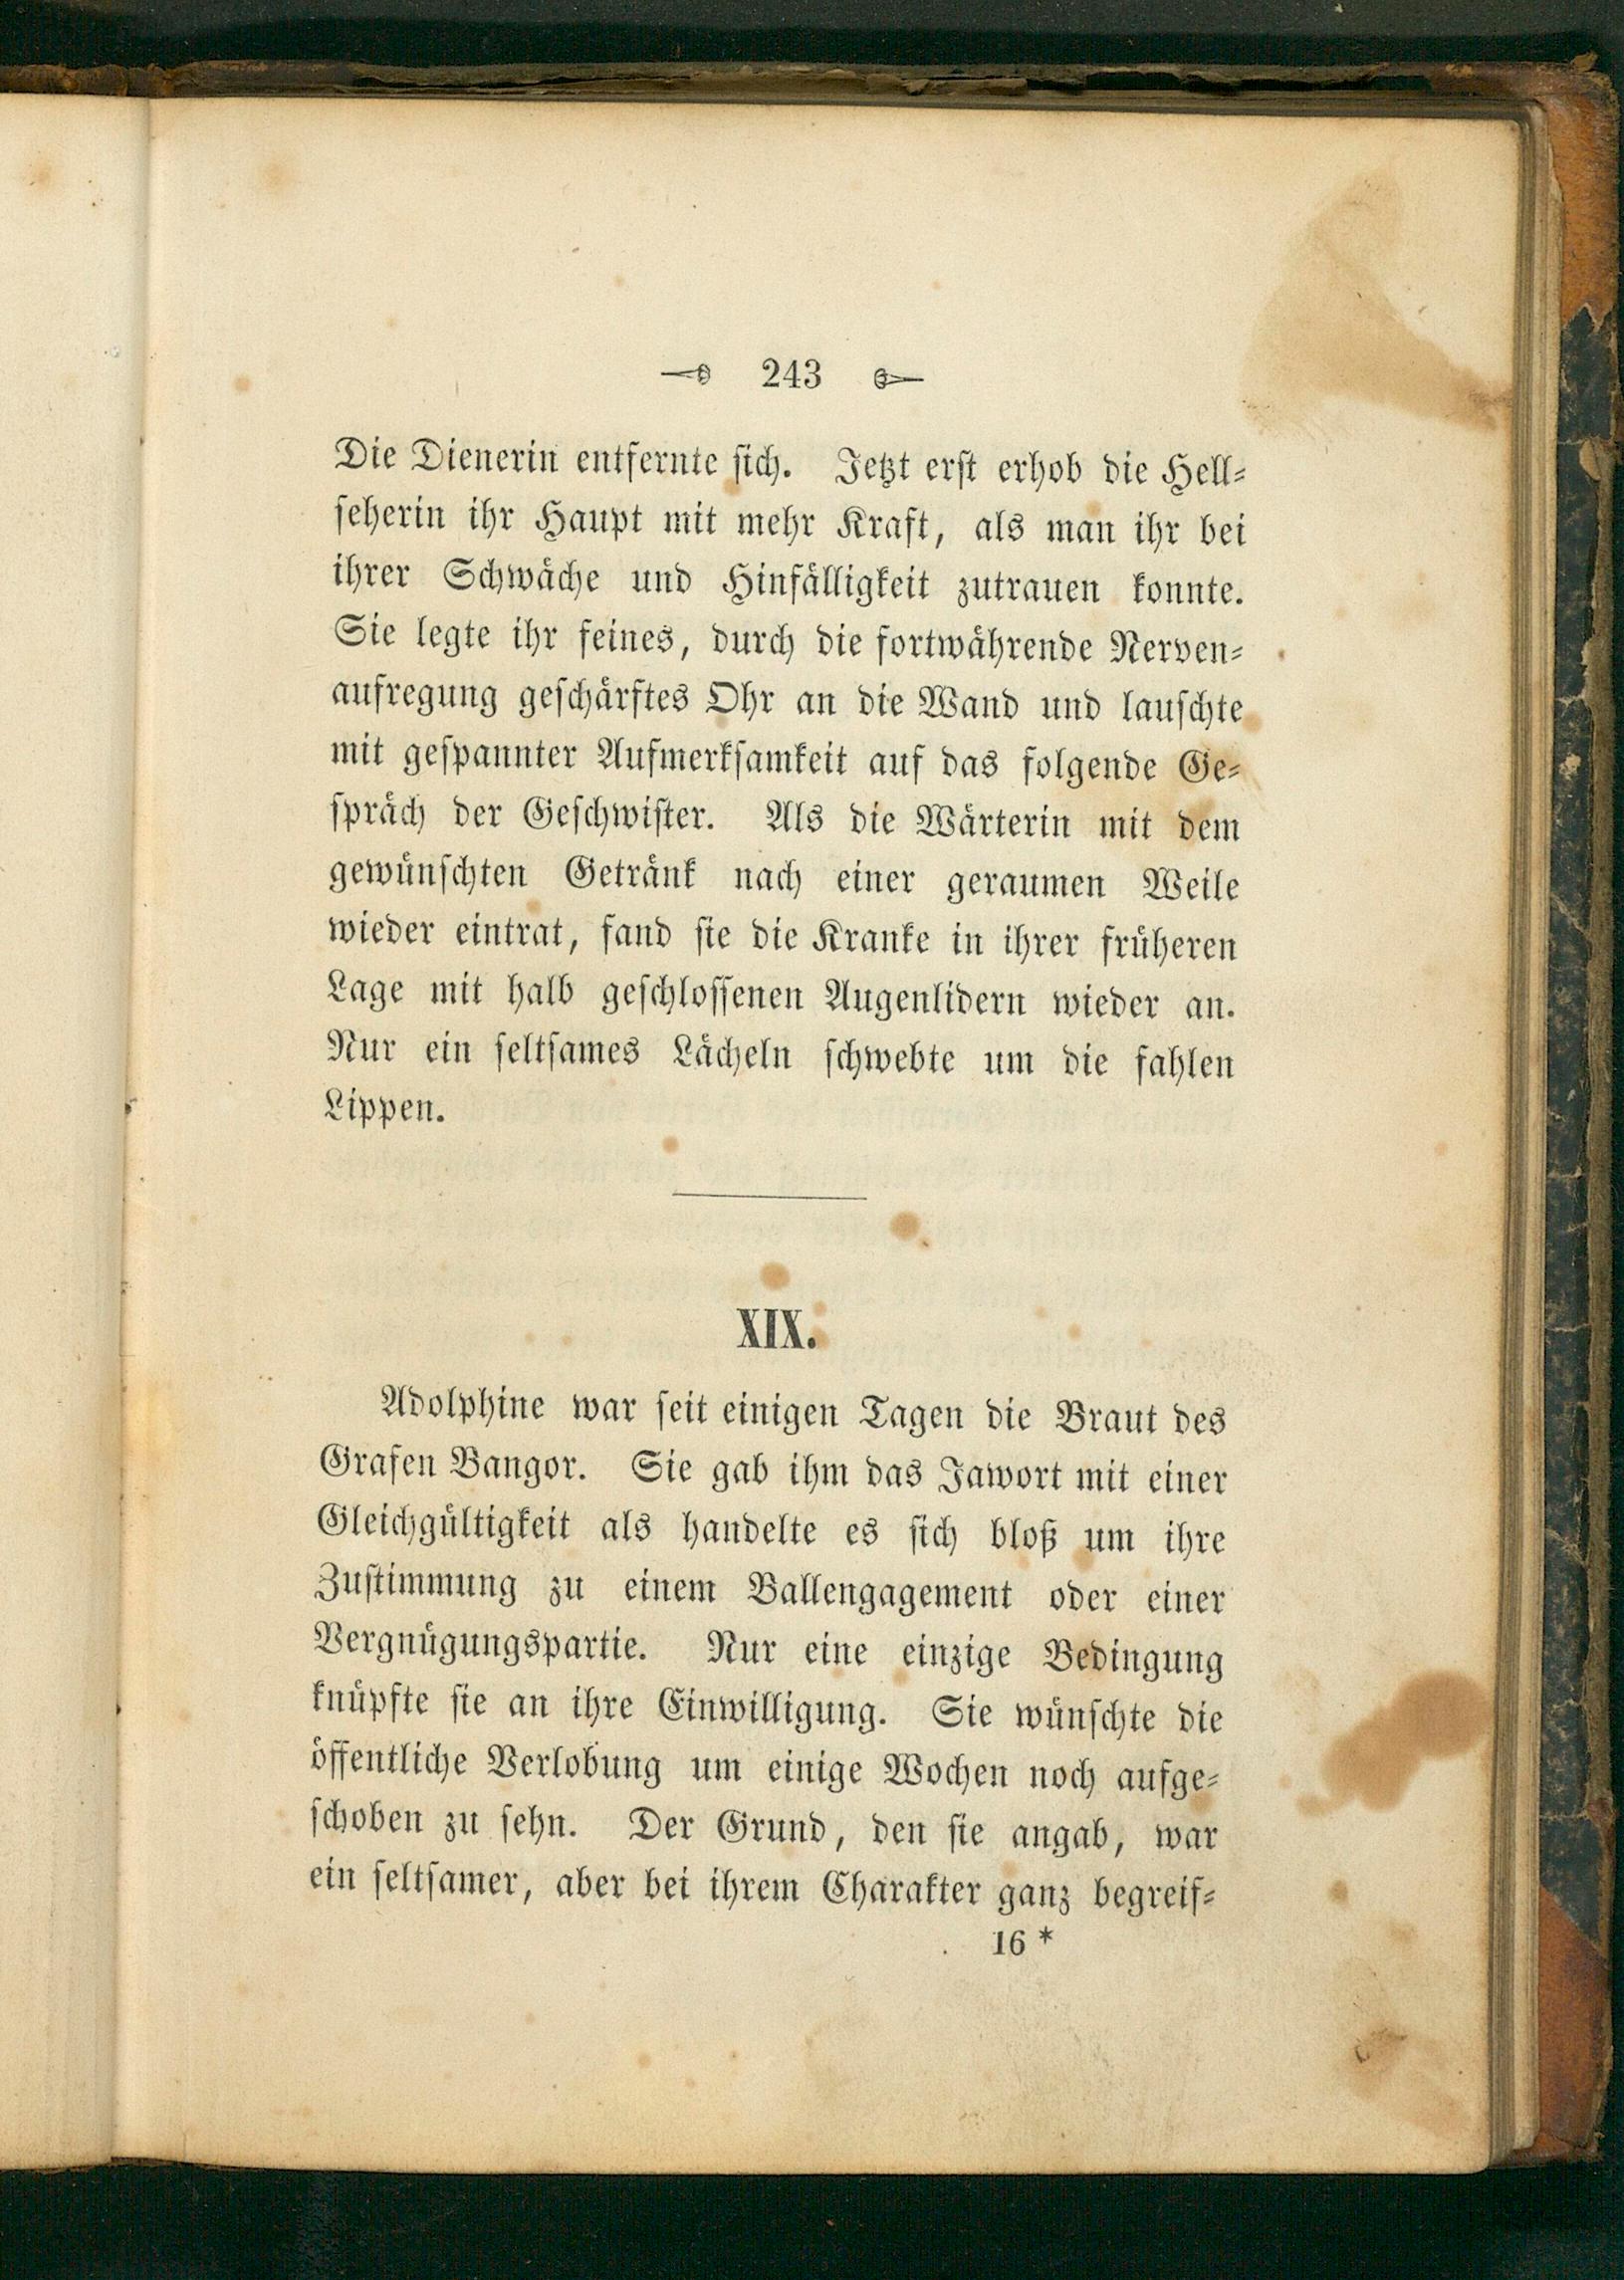 243
Die Dienerin entfernte sich. Jetzt erst erhob die Hell-
seherin ihr Haupt mit mehr Kraft, als man ihr bei
ihrer Schwäche und Hinfälligkeit zutrauen konnte.
Sie legte ihr feines, durch die fortwährende Nerven-
aufregung geschärftes Ohr an die Wand und lauschte
mit gespannter Aufmerksamkeit auf das folgende Ge-
spräch der Geschwister. Als die Wärterin mit dem
gewünschten Getränk nach einer geraumen Weile
wieder eintrat, fand sie die Kranke in ihrer früheren
Lage mit halb geschlossenen Augenlidern wieder an.
Nur ein seltsames Lächeln schwebte um die fahlen
Lippen.
XIX.
Adolphine war seit einigen Tagen die Braut des
Grafen Bangor. Sie gab ihm das Jawort mit einer
Gleichgültigkeit als handelte es sich bloß um ihre
Zustimmung zu einem Ballengagement oder einer
Vergnügungspartie. Nur eine einzige Bedingung
knüpfte sie an ihre Einwilligung. Sie wünschte die
öffentliche Verlobung um einige Wochen noch aufge-
schoben zu sehn. Der Grund, den sie angab, war
ein seltsamer, aber bei ihrem Charakter ganz begreif-
16 *